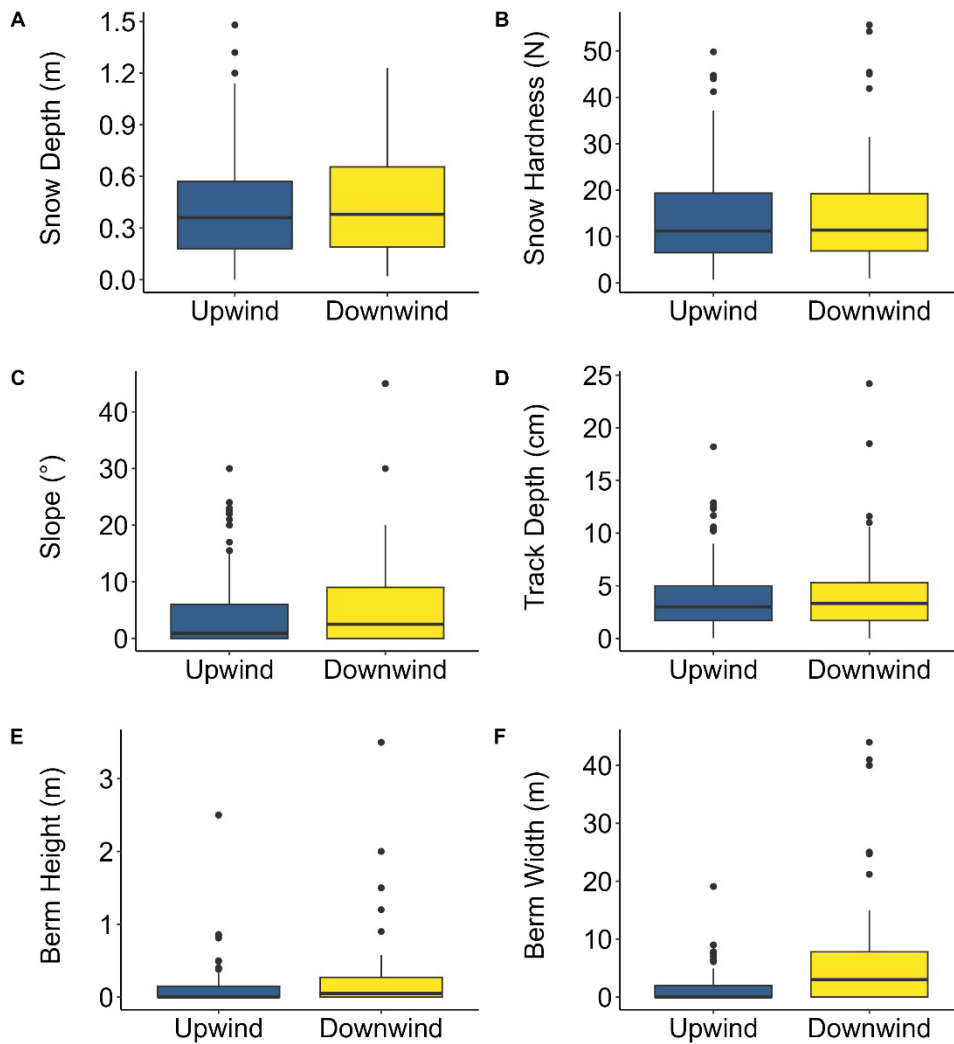 A
Snow Depth (m)
1.5
1.2
0.9
0.6
0.3
0.0
Upwind Downwind
B
Snow Hardness (N)
50
40
30
20
10
0
Upwind Downwind
C
Slope (°)
40
30
20
10
0
Upwind Downwind
D
Track Depth (cm)
25
20
15
10
5
0
Upwind Downwind
E
Berm Height (m)
3
2
1
0
Upwind Downwind
F
Berm Width (m)
40
30
20
10
0
Upwind Downwind